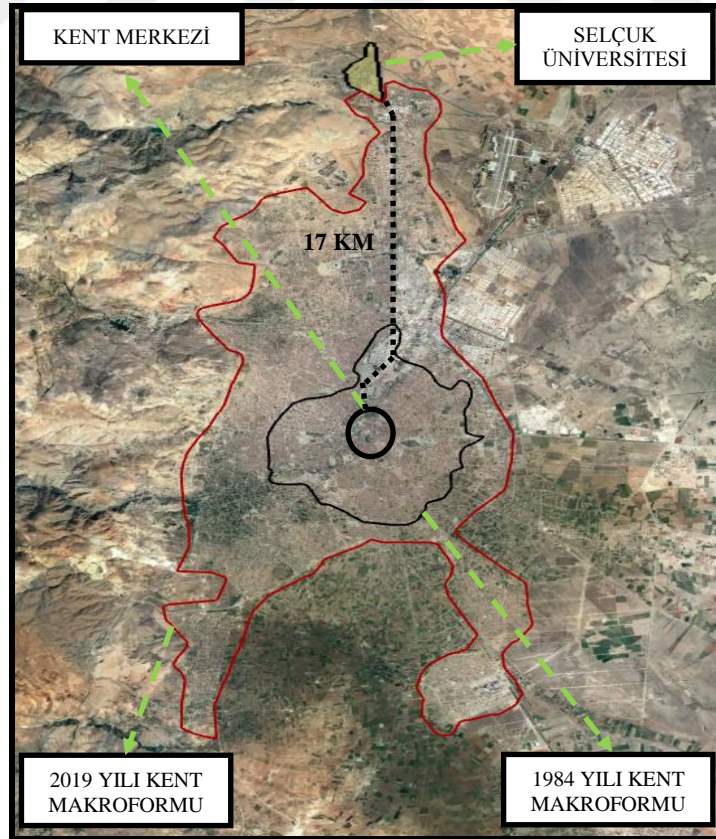 KENT MERKEZİ
SELÇUK
ÜNİVERSİTESİ
17 KM
2019 YILI KENT
MAKROFORMU
1984 YILI KENT
MAKROFORMU